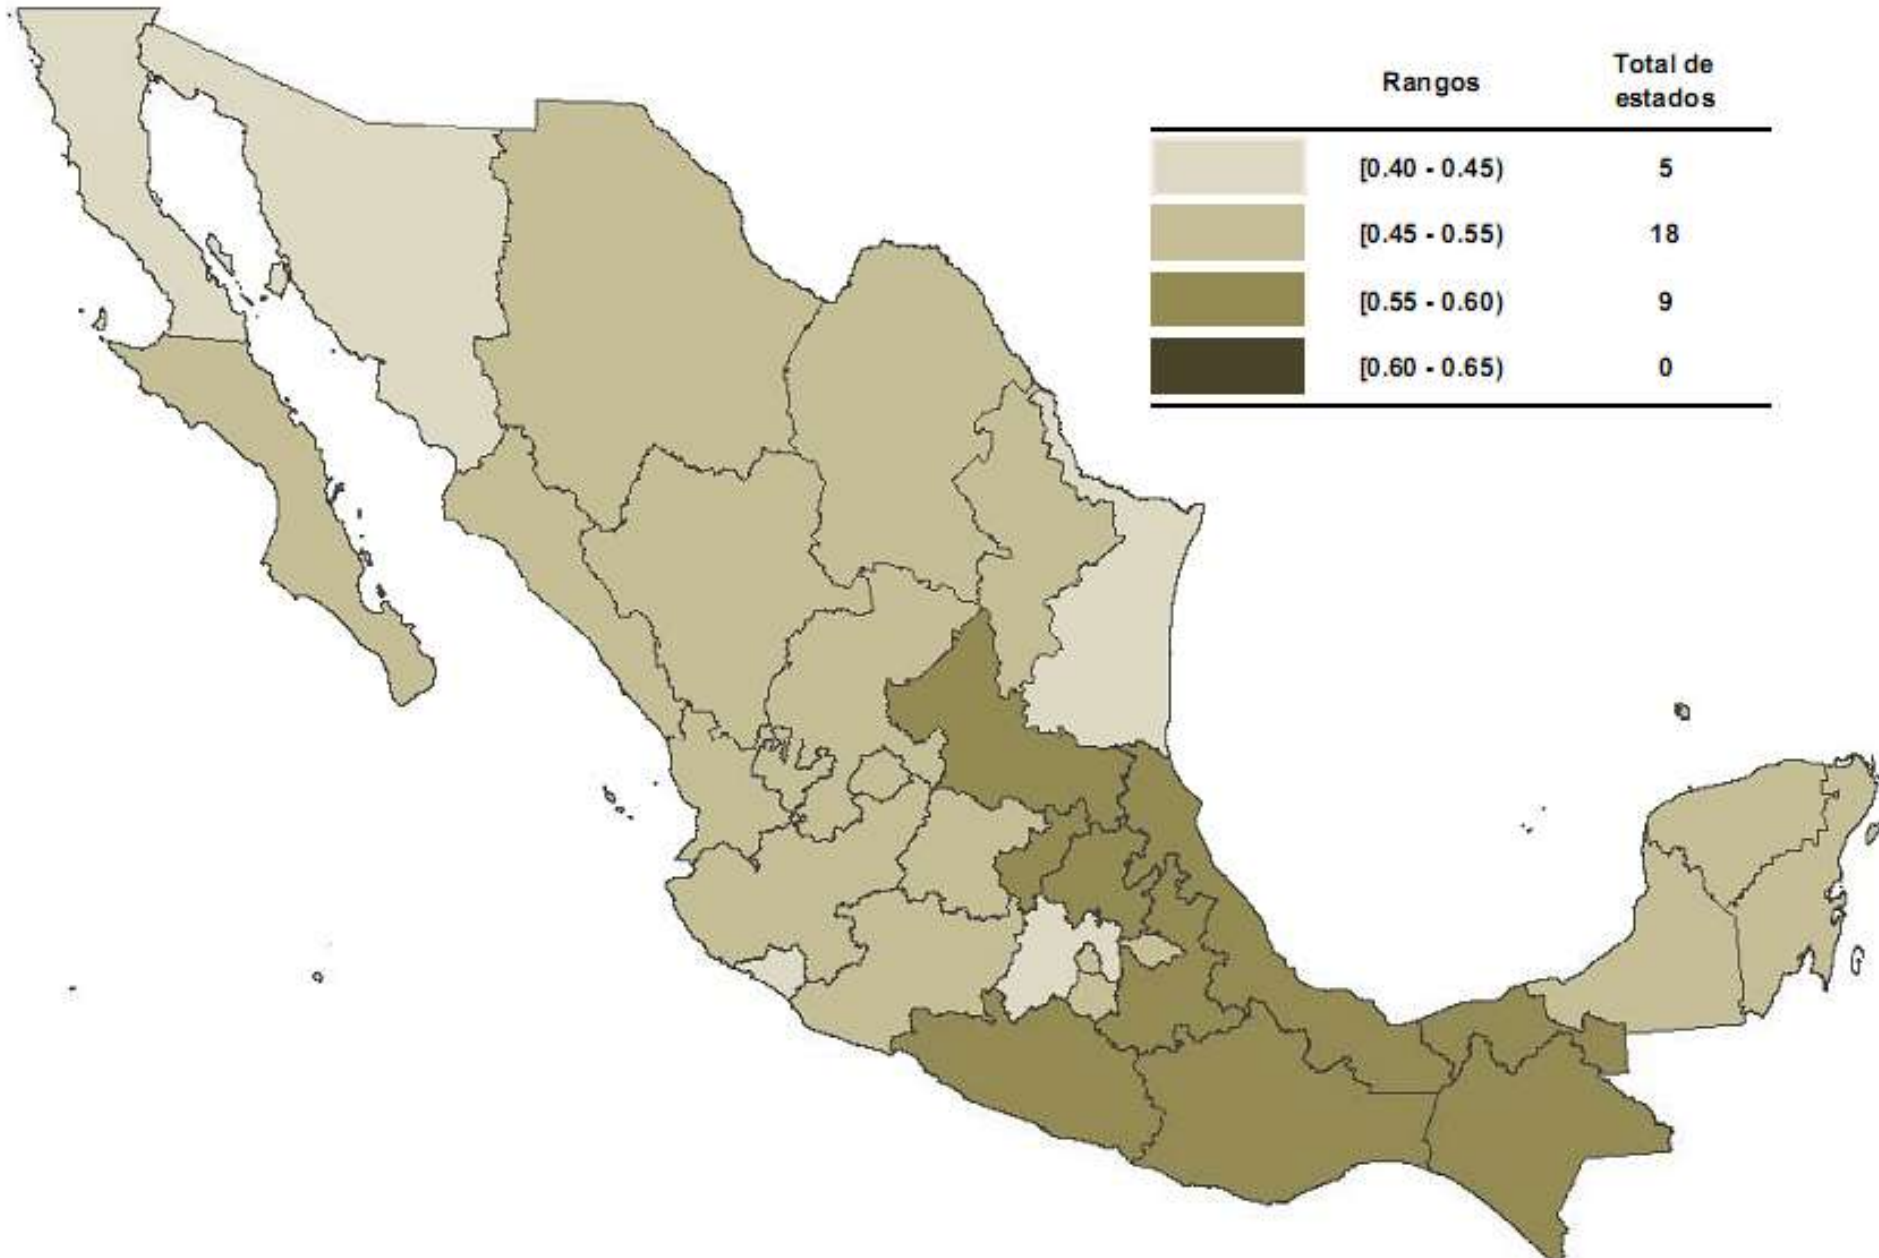 Rangos Total de estados
[0.40 - 0.45) 5
[0.45 - 0.55) 18
[0.55 - 0.60) 9
[0.60 - 0.65) 0